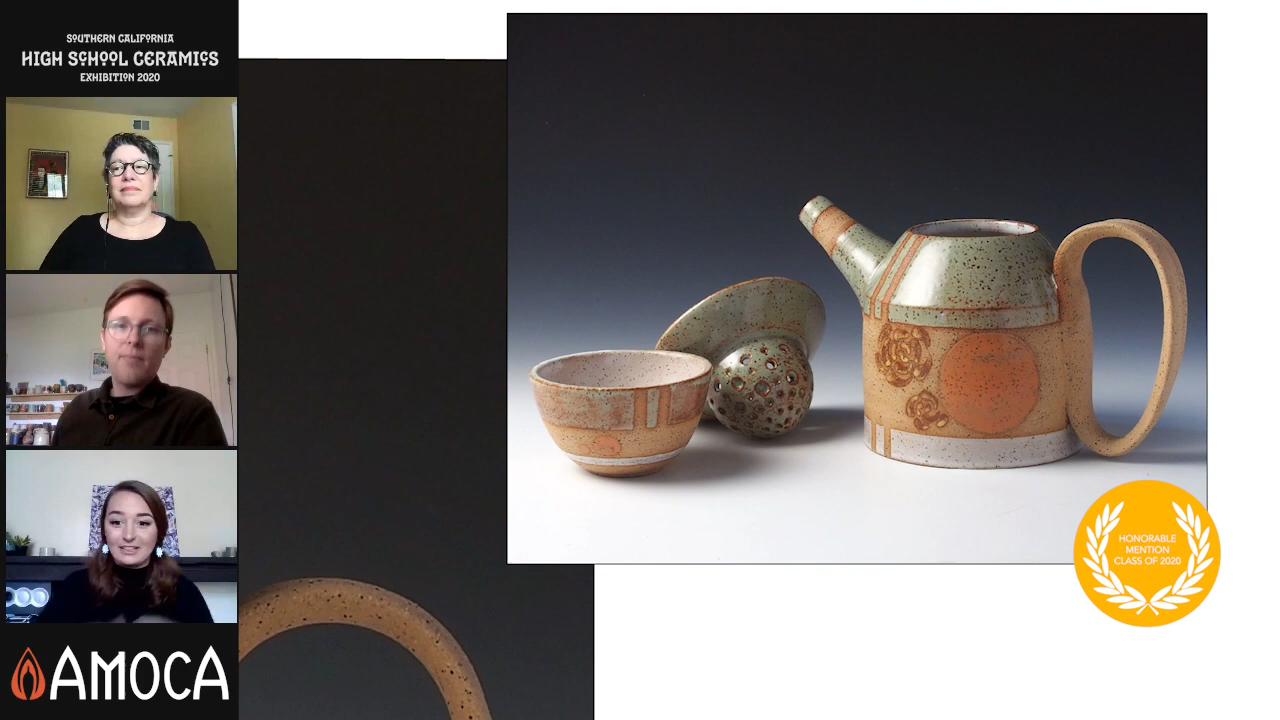 SOUTHERN CALIFORNIA
HIGH SCHOOL CERAMICS
EXHIBITION 2020
HONORABLE
MENTION
CLASS OF 2020
AMOCA